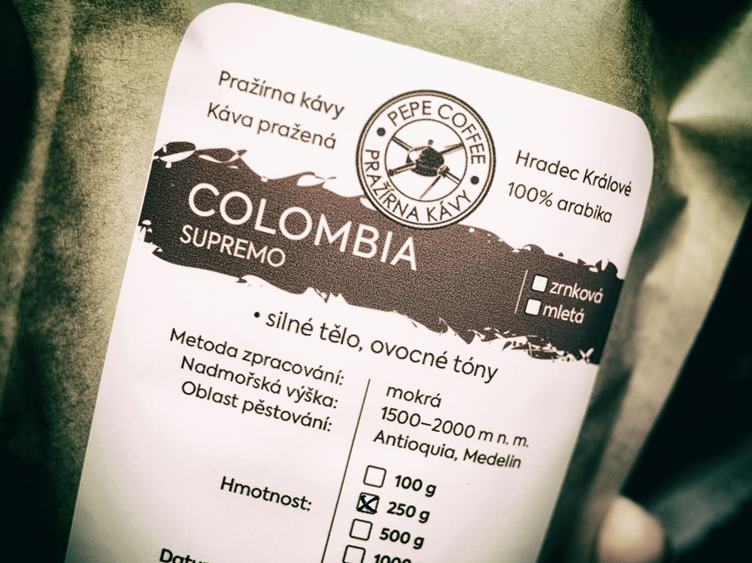 Pražírna kávy
Káva pražená
PEPE COFFEE
PRAŽÍRNA KÁVY
Hradec Králové
100% arabika
COLOMBIA
SUPREMO
zrnková
mletá
• silné tělo, ovocné tóny
Metoda zpracování: mokrá
Nadmořská výška: 1500–2000 m n. m.
Oblast pěstování: Antioquia, Medelin
Hmotnost: 100 g
250 g
500 g